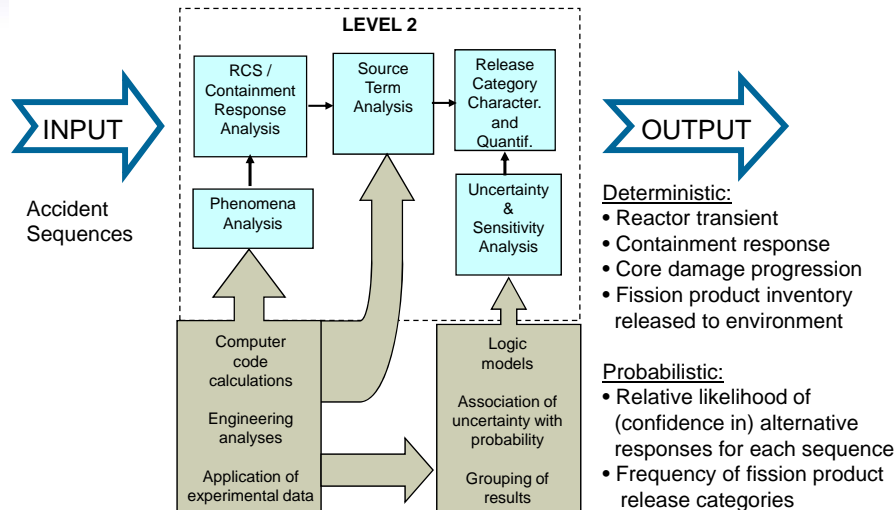 LEVEL 2
INPUT
Accident
Sequences
RCS /
Containment
Response
Analysis
Source
Term
Analysis
Release
Category
Character.
and
Quantif.
Phenomena
Analysis
Uncertainty
&
Sensitivity
Analysis
Computer
code
calculations
Engineering
analyses
Application of
experimental data
Logic
models
Association of
uncertainty with
probability
Grouping of
results
OUTPUT
Deterministic:
• Reactor transient
• Containment response
• Core damage progression
• Fission product inventory
released to environment
Probabilistic:
• Relative likelihood of
(confidence in) alternative
responses for each sequence
• Frequency of fission product
release categories